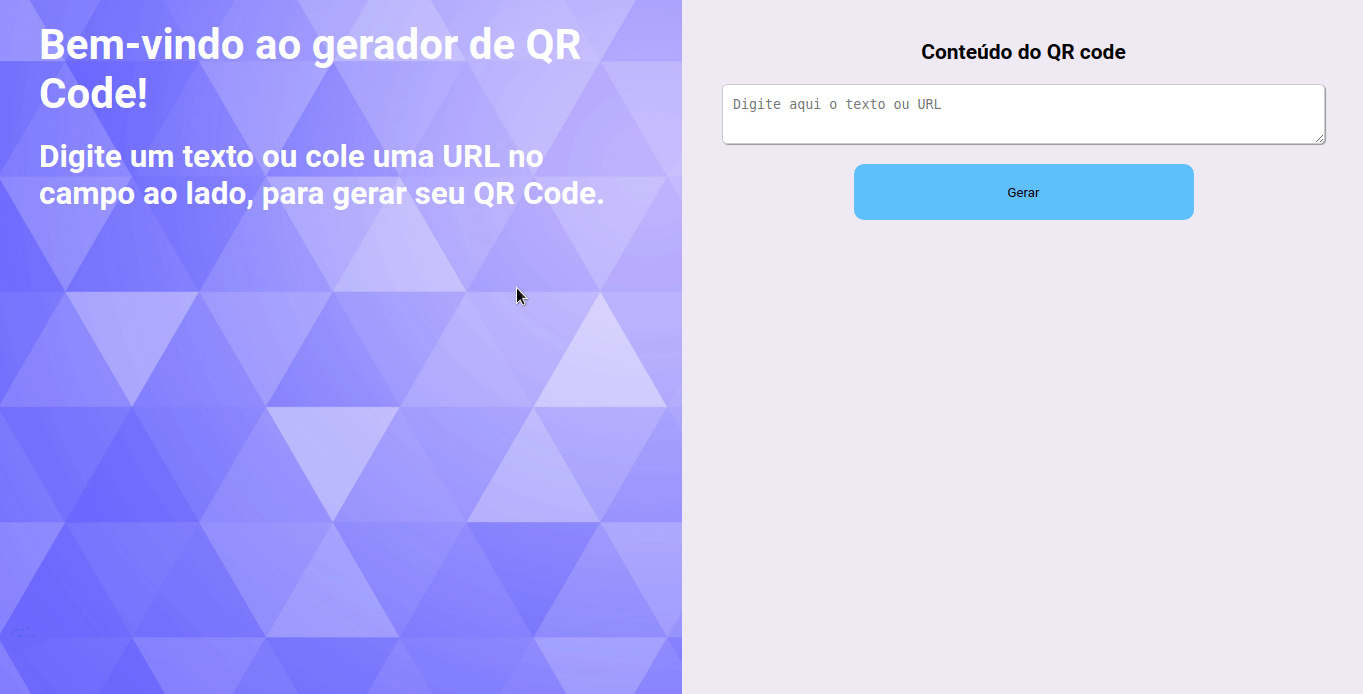 Bem-vindo ao gerador de QR
Code!
Digite um texto ou cole uma URL no
campo ao lado, para gerar seu QR Code.
Conteúdo do QR code
Digite aqui o texto ou URL
Gerar